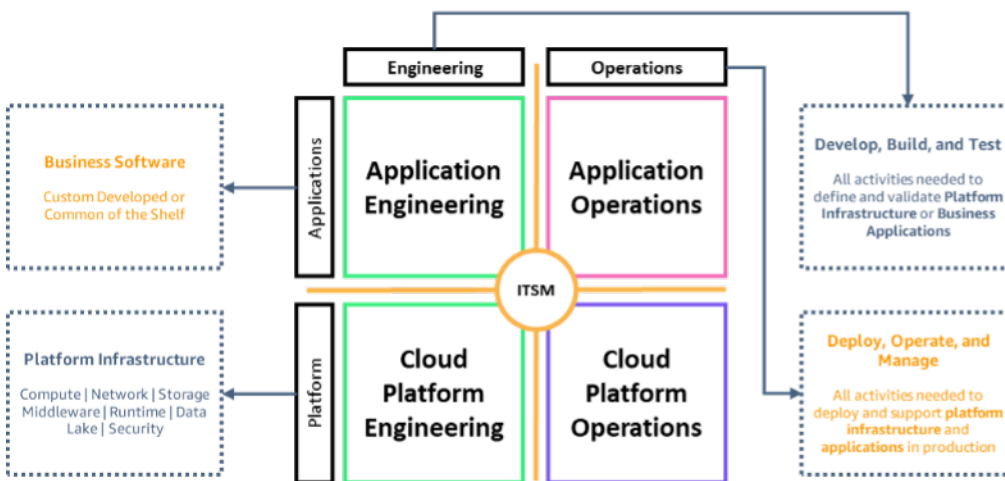 Engineering
Operations
Business Software
Custom Developed or
Common of the Shelf
Applications
Application
Engineering
Application
Operations
Develop, Build, and Test
All activities needed to
define and validate Platform
Infrastructure or Business
Applications
ITSM
Platform Infrastructure
Compute | Network | Storage
Middleware | Runtime | Data
Lake | Security
Platform
Cloud
Platform
Engineering
Cloud
Platform
Operations
Deploy, Operate, and
Manage
All activities needed to
deploy and support platform
infrastructure and
applications in production